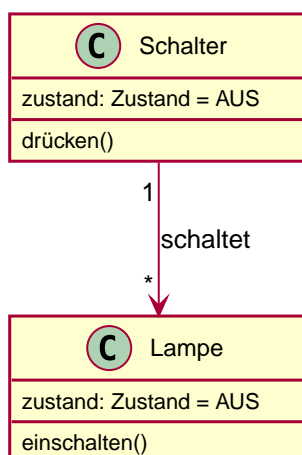 C Schalter
zustand: Zustand = AUS
drücken()
1
schaltet
*
C Lampe
zustand: Zustand = AUS
einschalten()